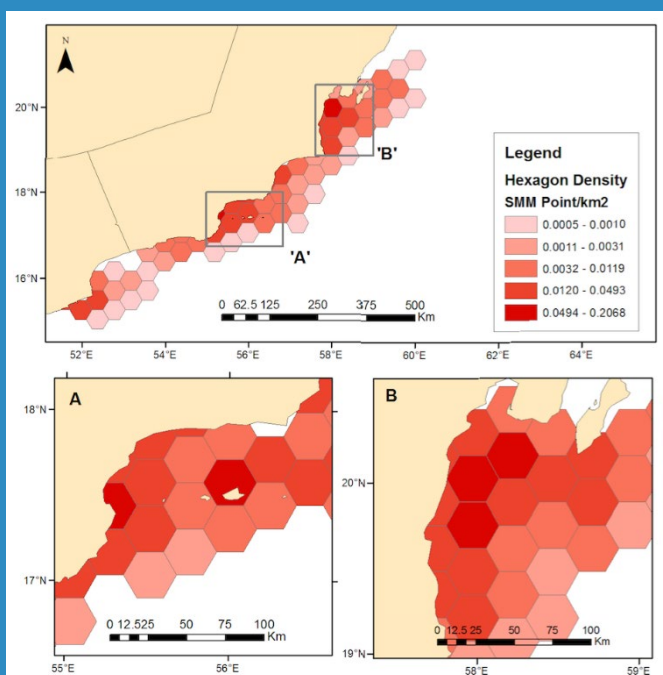 N
20°N
18°N
16°N
'B'
'A'
Legend
Hexagon Density
SMM Point/km2
0.0005 - 0.0010
0.0011 - 0.0031
0.0032 - 0.0119
0.0120 - 0.0493
0.0494 - 0.2068
0 62.5 125 250 375 500
Km
52°E 54°E 56°E 58°E 60°E 62°E 64°E
A
18°N
17°N
0 12.525 50 75 100
Km
55°E 56°E
B
20°N
19°N
0 12.5 25 50 75 100
Km
58°E 59°E